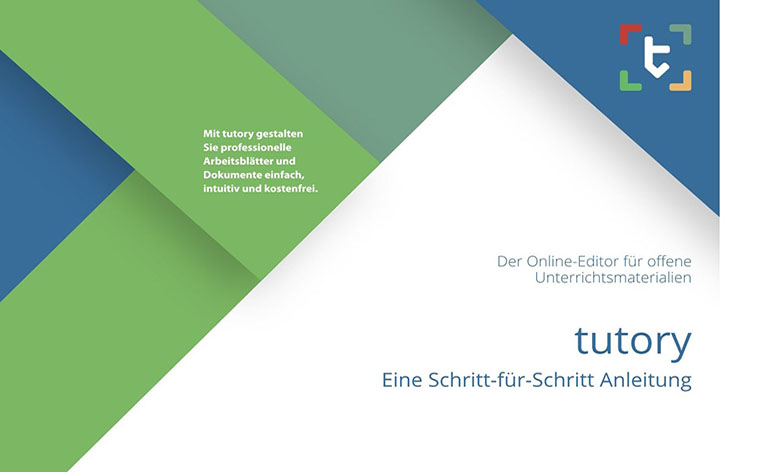 Mit tutory gestalten
Sie professionelle
Arbeitsblätter und
Dokumente einfach,
intuitiv und kostenfrei.
t
Der Online-Editor für offene
Unterrichtsmaterialien
tutory
Eine Schritt-für-Schritt Anleitung